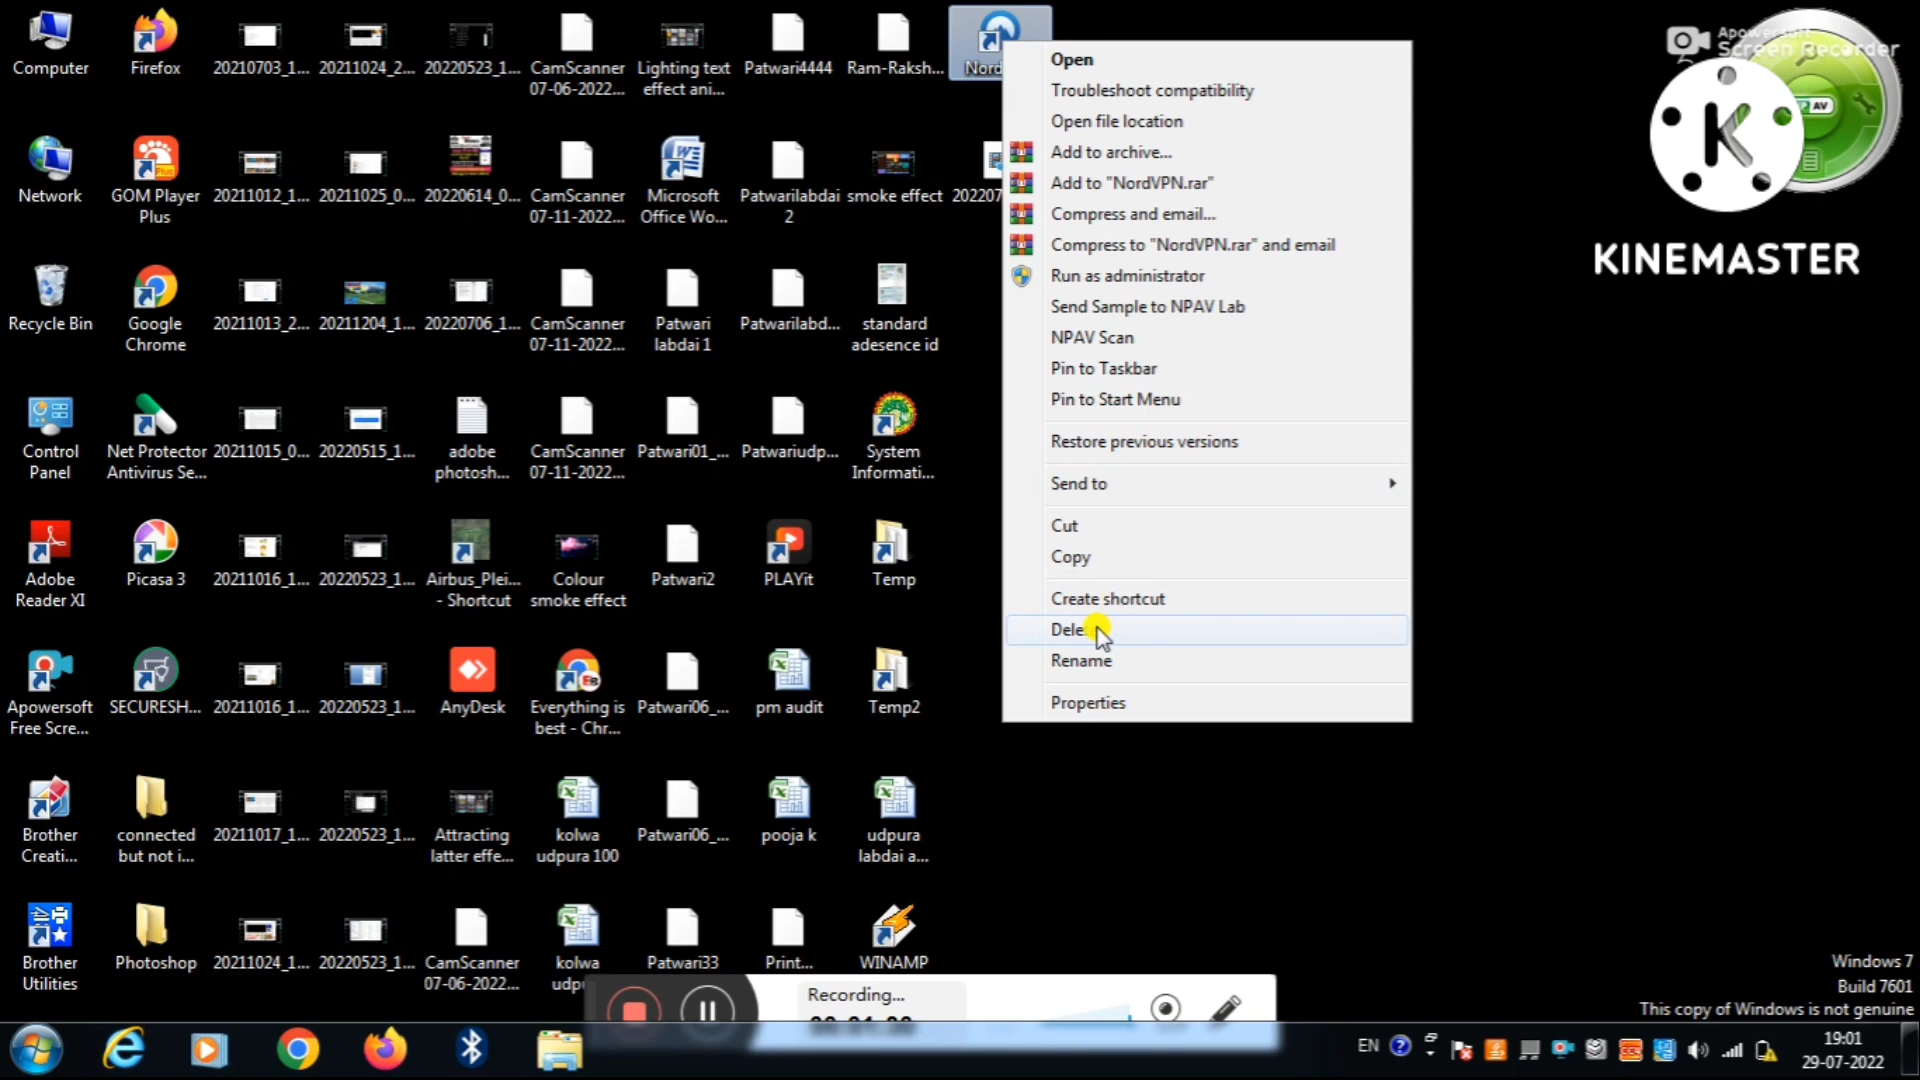 Computer
Firefox
20210703_1...
20211024_2...
20220523_1...
CamScanner
07-06-2022...
Lighting text
effect ani...
Patwari4444
Ram-Raksh...
Network
GOM Player
Plus
20211012_1...
20211025_0...
20220614_0...
CamScanner
07-11-2022...
Microsoft
Office Wo...
Patwarilabdai
2
smoke effect
Recycle Bin
Google
Chrome
20211013_2...
20211204_1...
20220706_1...
CamScanner
07-11-2022...
Patwari
labdai 1
Patwarilabd...
standard
adesence id
Control
Panel
Net Protector
Antivirus Se...
20211015_0...
20220515_1...
adobe
photosh...
CamScanner
07-11-2022...
Patwari01_...
Patwariudp...
System
Informati...
Adobe
Reader XI
Picasa 3
20211016_1...
20220523_1...
Airbus_Plei...
- Shortcut
Colour
smoke effect
Patwari2
PLAYit
Temp
Apowersoft
Free Scre...
SECURESH...
20211016_1...
20220523_1...
AnyDesk
Everything is
best - Chr...
Patwari06_...
pm audit
Temp2
Brother
Creati...
connected
but not i...
20211017_1...
20220523_1...
Attracting
latter effe...
kolwa
udpura 100
Patwari06_...
pooja k
udpura
labdai a...
Brother
Utilities
Photoshop
20211024_1...
20220523_1...
CamScanner
07-06-2022...
kolwa
Patwari33
Print...
WINAMP
Open
Troubleshoot compatibility
Open file location
Add to archive...
Add to "NordVPN.rar"
Compress and email...
Compress to "NordVPN.rar" and email
Run as administrator
Send Sample to NPAV Lab
NPAV Scan
Pin to Taskbar
Pin to Start Menu
Restore previous versions
Send to
Cut
Copy
Create shortcut
Rename
Properties
Apowersoft
Screen Recorder
AV
K
KINEMASTER
Recording...
Windows 7
Build 7601
This copy of Windows is not genuine
EN
19:01
29-07-2022